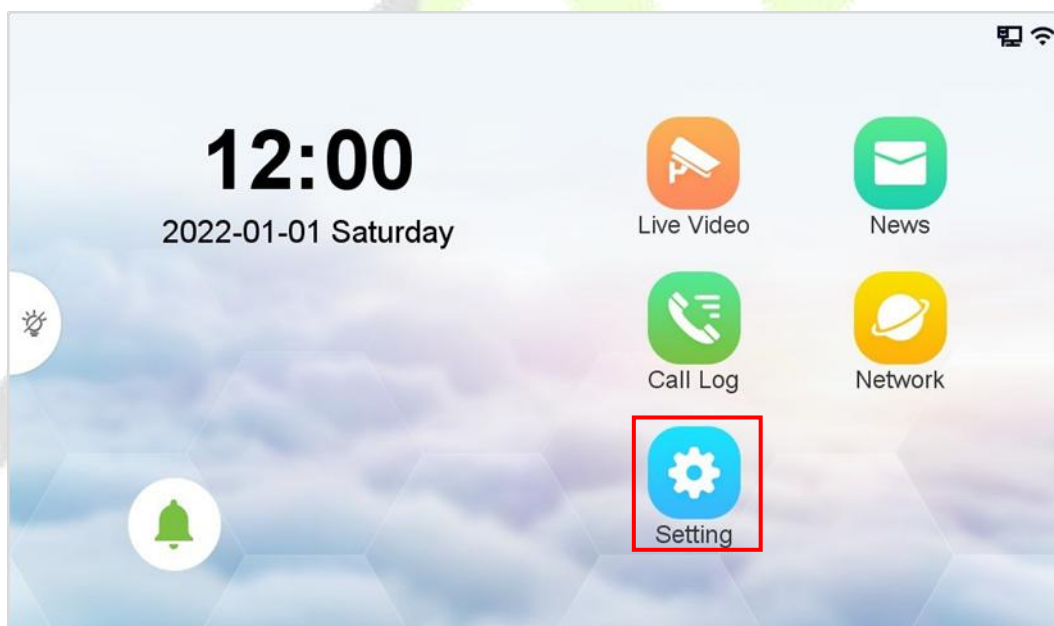 12:00
2022-01-01 Saturday
Live Video
News
Call Log
Network
Setting